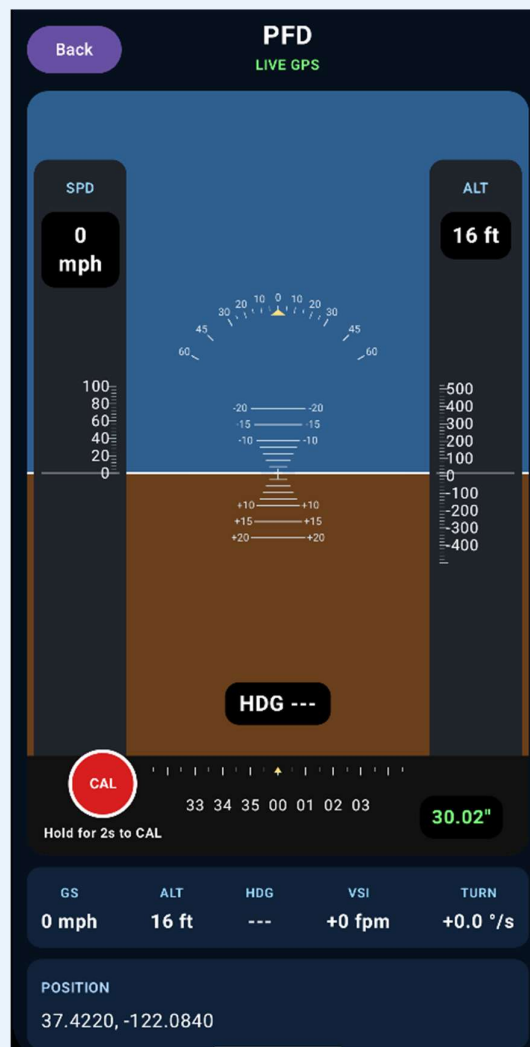 Back
PFD
LIVE GPS
SPD
ALT
0
mph
16 ft
60 45 30 20 10 0 10 20 30 45 60
100
80
60
40
20
0
-20 -20
-15 -15
-10 -10
+10 +10
+15 +15
+20 +20
500
400
300
200
100
0
-100
-200
-300
-400
HDG ---
CAL
33 34 35 00 01 02 03
30.02"
Hold for 2s to CAL
GS ALT HDG VSI TURN
0 mph 16 ft --- +0 fpm +0.0 °/s
POSITION
37.4220, -122.0840